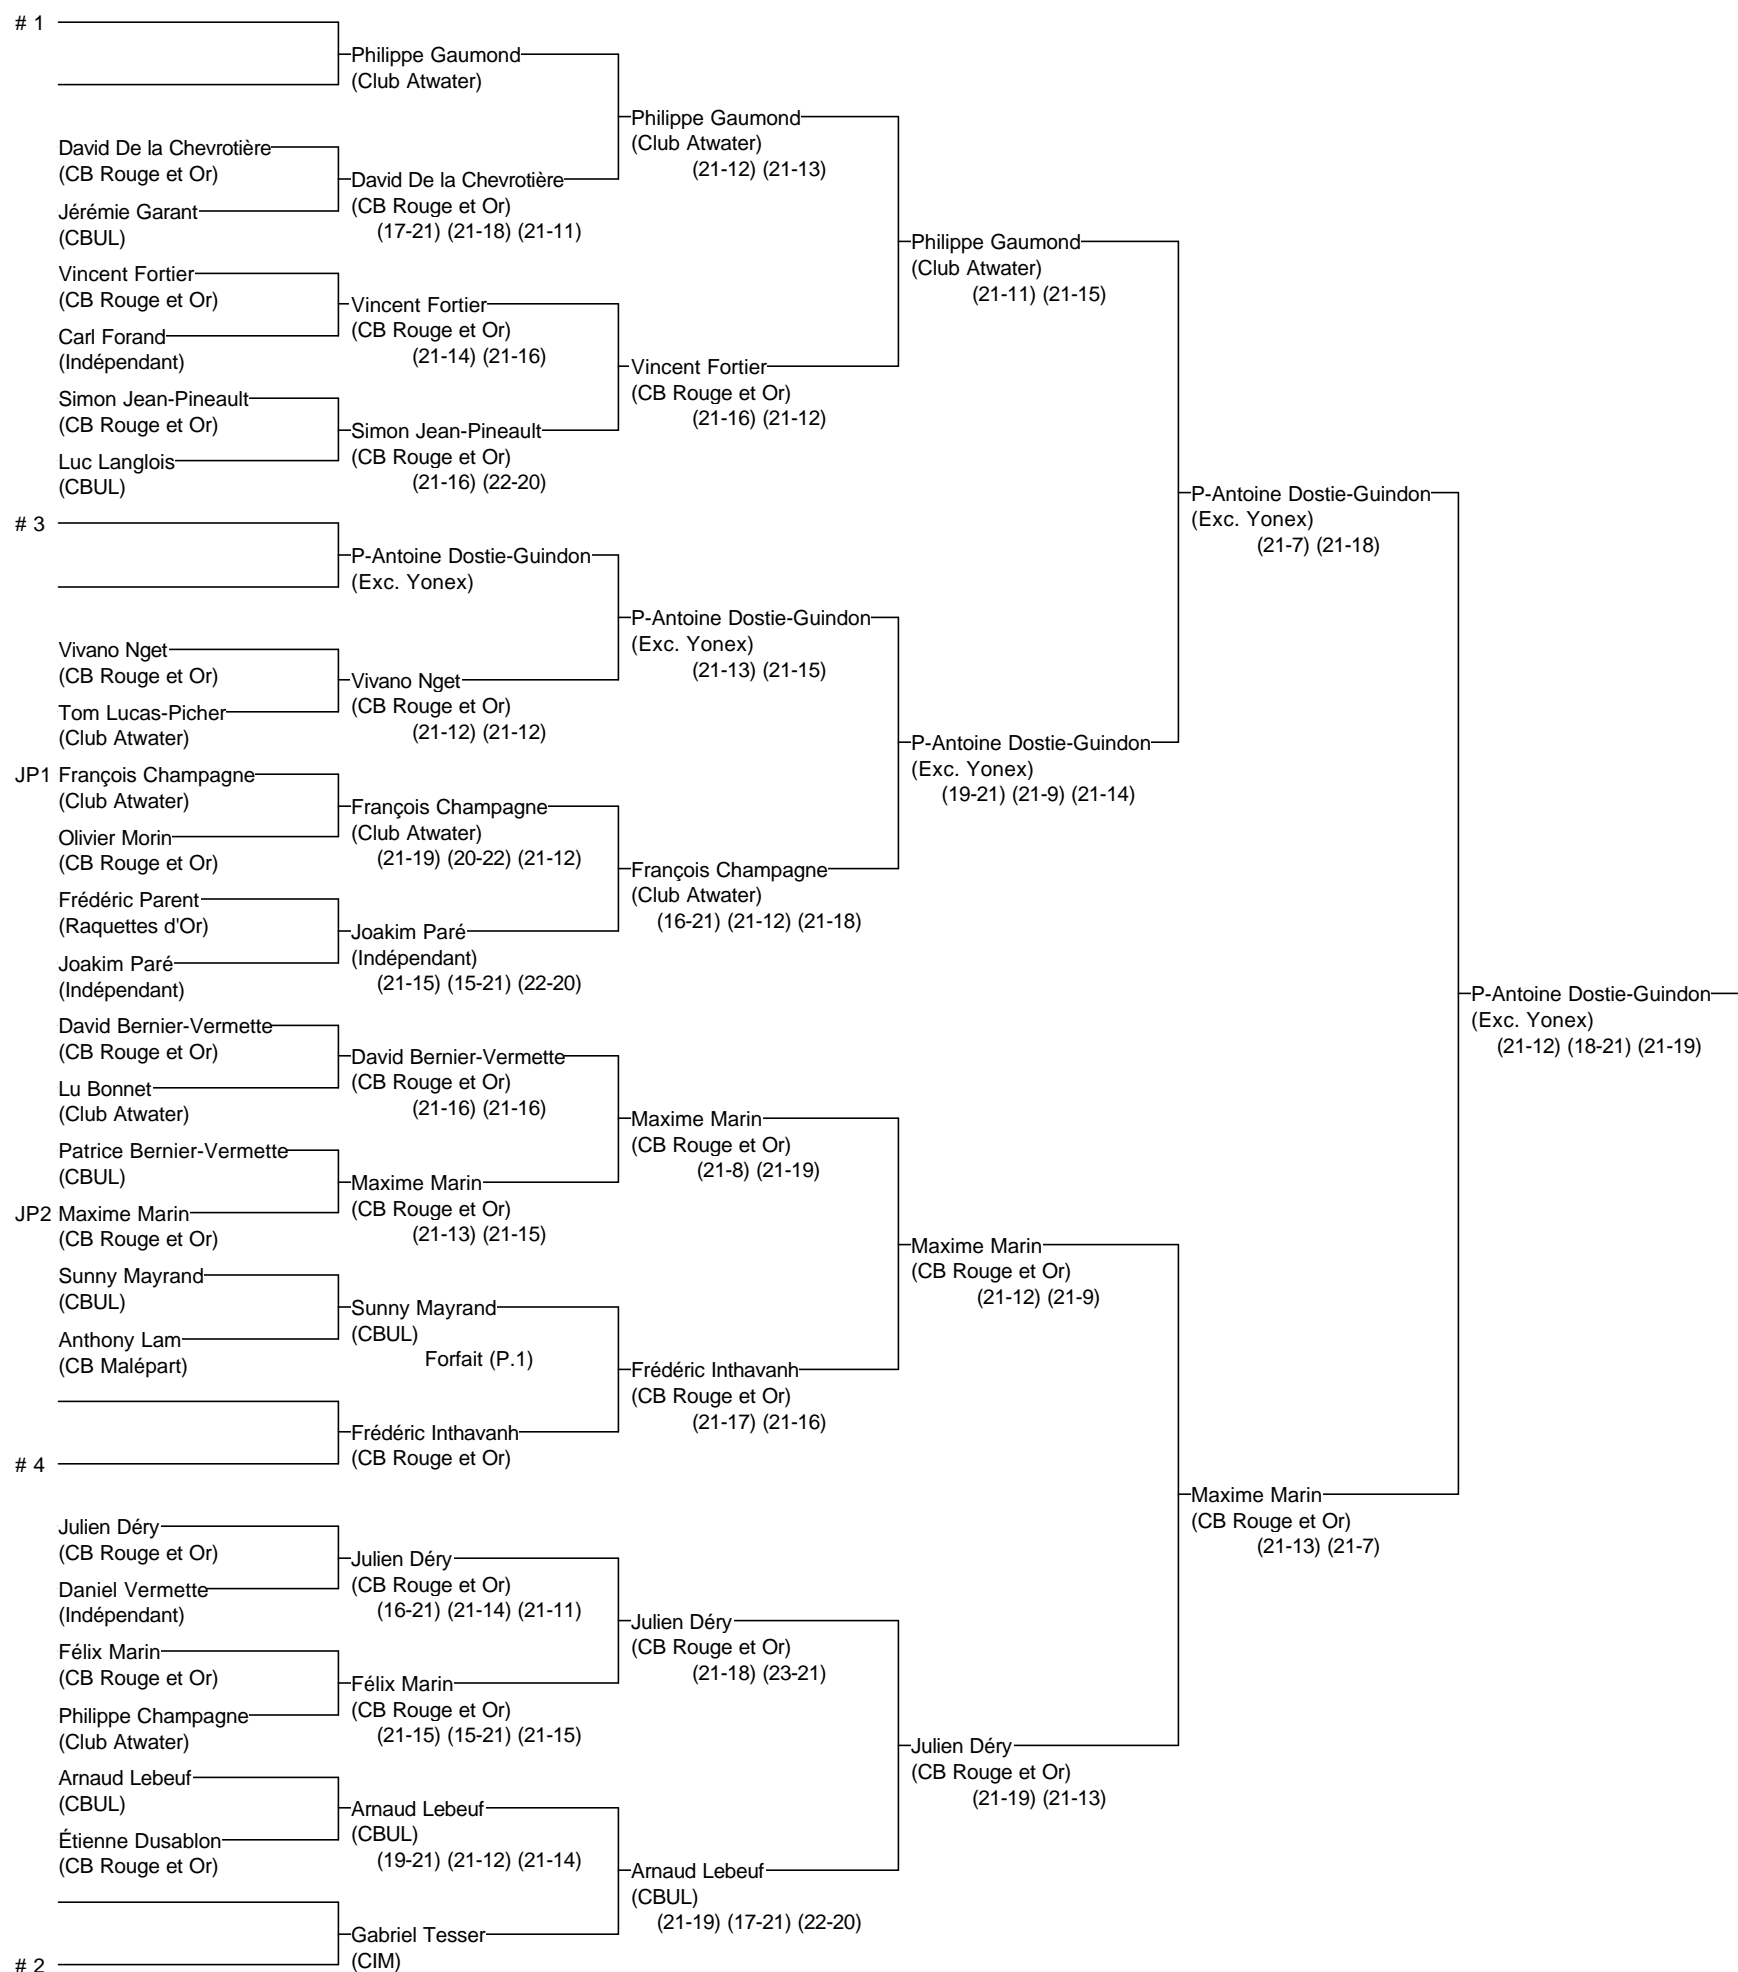 # 1
Philippe Gaumond
(Club Atwater)
Philippe Gaumond
(Club Atwater)
(21-12) (21-13)
David De la Chevrotière
(CB Rouge et Or)
David De la Chevrotière
(CB Rouge et Or)
(17-21) (21-18) (21-11)
Jérémie Garant
(CBUL)
Philippe Gaumond
(Club Atwater)
(21-11) (21-15)
Vincent Fortier
(CB Rouge et Or)
Vincent Fortier
(CB Rouge et Or)
(21-14) (21-16)
Carl Forand
(Indépendant)
Vincent Fortier
(CB Rouge et Or)
(21-16) (21-12)
Simon Jean-Pineault
(CB Rouge et Or)
Simon Jean-Pineault
(CB Rouge et Or)
(21-16) (22-20)
Luc Langlois
(CBUL)
P-Antoine Dostie-Guindon
(Exc. Yonex)
(21-7) (21-18)
# 3
P-Antoine Dostie-Guindon
(Exc. Yonex)
P-Antoine Dostie-Guindon
(Exc. Yonex)
(21-13) (21-15)
Vivano Nget
(CB Rouge et Or)
Vivano Nget
(CB Rouge et Or)
(21-12) (21-12)
Tom Lucas-Picher
(Club Atwater)
P-Antoine Dostie-Guindon
(Exc. Yonex)
(19-21) (21-9) (21-14)
JP1 François Champagne
(Club Atwater)
François Champagne
(Club Atwater)
(21-19) (20-22) (21-12)
Olivier Morin
(CB Rouge et Or)
François Champagne
(Club Atwater)
(16-21) (21-12) (21-18)
Frédéric Parent
(Raquettes d'Or)
Joakim Paré
(Indépendant)
(21-15) (15-21) (22-20)
Joakim Paré
(Indépendant)
P-Antoine Dostie-Guindon
(Exc. Yonex)
(21-12) (18-21) (21-19)
David Bernier-Vermette
(CB Rouge et Or)
David Bernier-Vermette
(CB Rouge et Or)
(21-16) (21-16)
Lu Bonnet
(Club Atwater)
Maxime Marin
(CB Rouge et Or)
(21-8) (21-19)
Patrice Bernier-Vermette
(CBUL)
Maxime Marin
(CB Rouge et Or)
(21-13) (21-15)
JP2 Maxime Marin
(CB Rouge et Or)
Maxime Marin
(CB Rouge et Or)
(21-12) (21-9)
Sunny Mayrand
(CBUL)
Sunny Mayrand
(CBUL)
Forfait (P.1)
Anthony Lam
(CB Malépart)
Frédéric Inthavanh
(CB Rouge et Or)
(21-17) (21-16)
Frédéric Inthavanh
(CB Rouge et Or)
# 4
Maxime Marin
(CB Rouge et Or)
(21-13) (21-7)
Julien Déry
(CB Rouge et Or)
Julien Déry
(CB Rouge et Or)
(16-21) (21-14) (21-11)
Daniel Vermette
(Indépendant)
Julien Déry
(CB Rouge et Or)
(21-18) (23-21)
Félix Marin
(CB Rouge et Or)
Félix Marin
(CB Rouge et Or)
(21-15) (15-21) (21-15)
Philippe Champagne
(Club Atwater)
Julien Déry
(CB Rouge et Or)
(21-19) (21-13)
Arnaud Lebeuf
(CBUL)
Arnaud Lebeuf
(CBUL)
(19-21) (21-12) (21-14)
Étienne Dusablon
(CB Rouge et Or)
Arnaud Lebeuf
(CBUL)
(21-19) (17-21) (22-20)
Gabriel Tesser
(CIM)
# 2